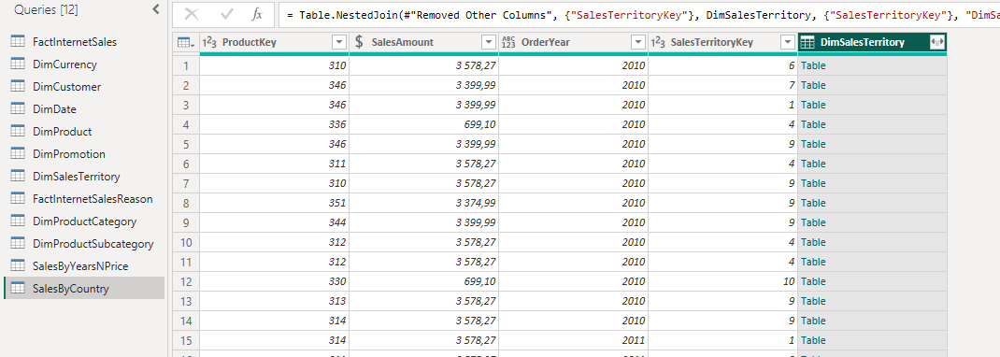 Queries [12]
= Table.NestedJoin(#"Removed Other Columns", {"SalesTerritoryKey"}, DimSalesTerritory, {"SalesTerritoryKey"}, "DimSa
FactInternetSales
DimCurrency
DimCustomer
DimDate
DimProduct
DimPromotion
DimSalesTerritory
FactInternetSalesReason
DimProductCategory
DimProductSubcategory
SalesByYearsNPrice
SalesByCountry
1²3 ProductKey $ SalesAmount ABC 123 OrderYear 1²3 SalesTerritoryKey DimSalesTerritory
1 310 3 578,27 2010 6 Table
2 346 3 399,99 2010 7 Table
3 346 3 399,99 2010 1 Table
4 336 699,10 2010 4 Table
5 346 3 399,99 2010 9 Table
6 311 3 578,27 2010 4 Table
7 310 3 578,27 2010 9 Table
8 351 3 374,99 2010 9 Table
9 344 3 399,99 2010 9 Table
10 312 3 578,27 2010 4 Table
11 312 3 578,27 2010 4 Table
12 330 699,10 2010 10 Table
13 313 3 578,27 2010 9 Table
14 314 3 578,27 2010 9 Table
15 314 3 578,27 2011 1 Table